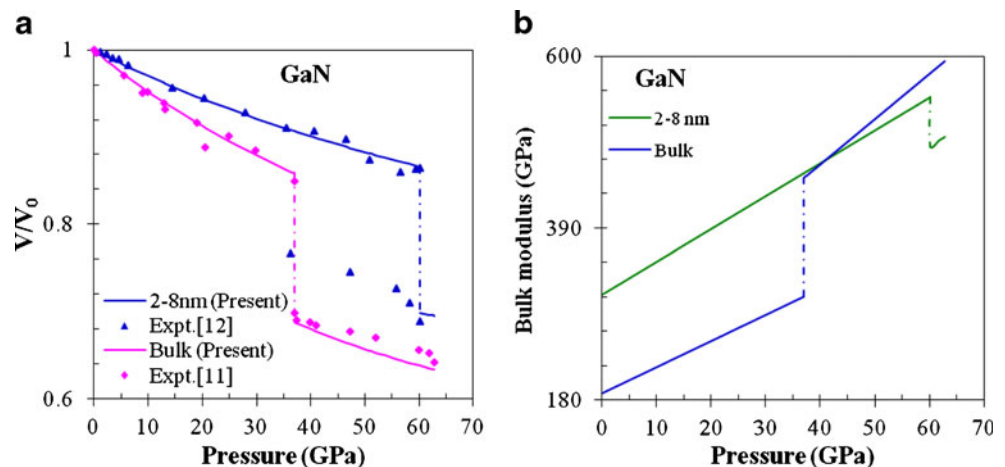 a
1
0.8
0.6
V/V0
GaN
2-8nm (Present)
Expt.[12]
Bulk (Present)
Expt.[11]
0 10 20 30 40 50 60 70
Pressure (GPa)
b
600
390
180
Bulk modulus (GPa)
GaN
2-8 nm
Bulk
0 10 20 30 40 50 60 70
Pressure (GPa)